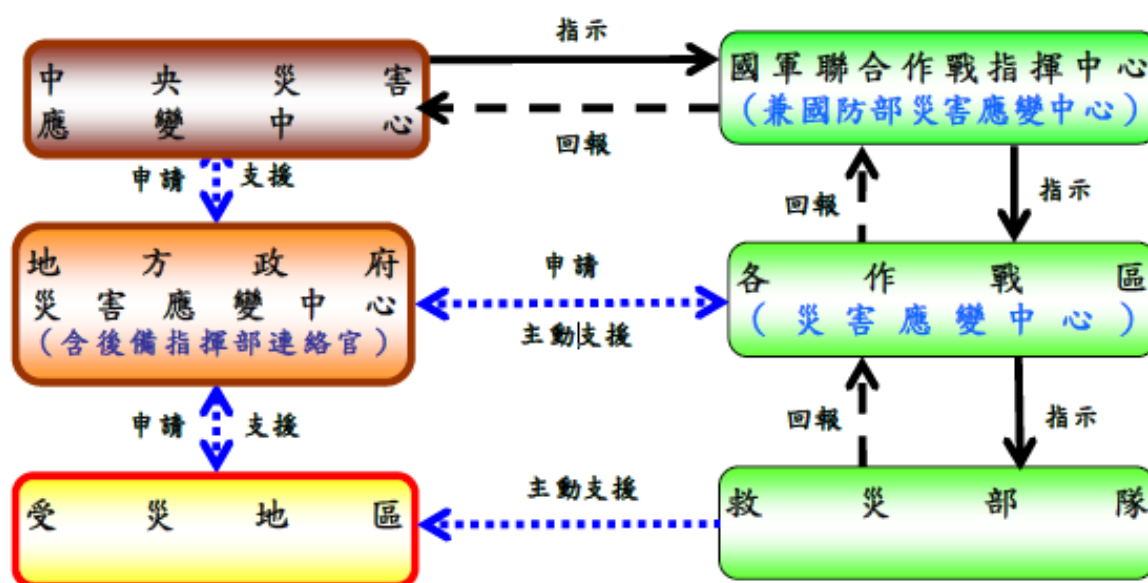 指示
中央災害
應變中心
國軍聯合作戰指揮中心
(兼國防部災害應變中心)
回報
申請 支援
回報 指示
地方政府
災害應變中心
(含後備指揮部連絡官)
申請
主動支援
各作戰區
(災害應變中心)
申請 支援
回報 指示
受災地區
主動支援
救災部隊